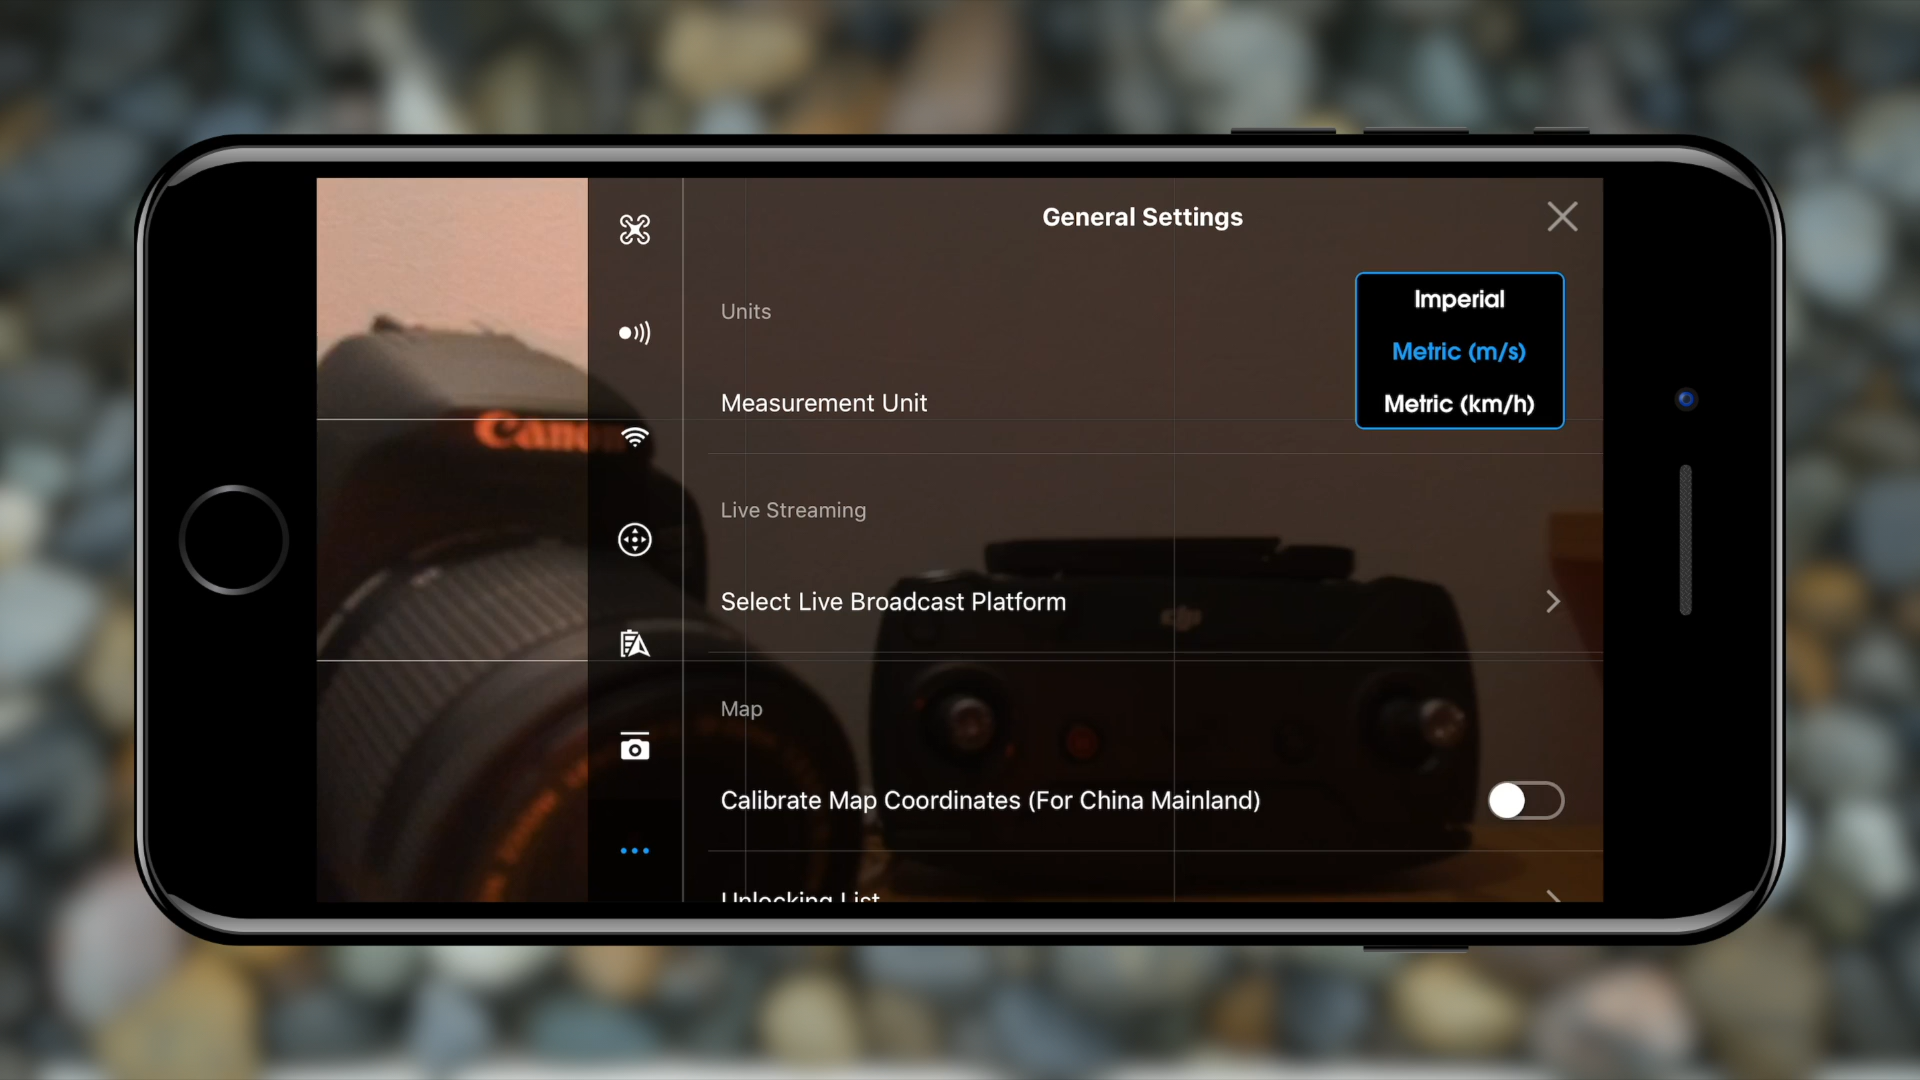 General Settings
Units
Imperial
Metric (m/s)
Metric (km/h)
Measurement Unit
Live Streaming
Select Live Broadcast Platform
dji
Map
Calibrate Map Coordinates (For China Mainland)
Unlocking List